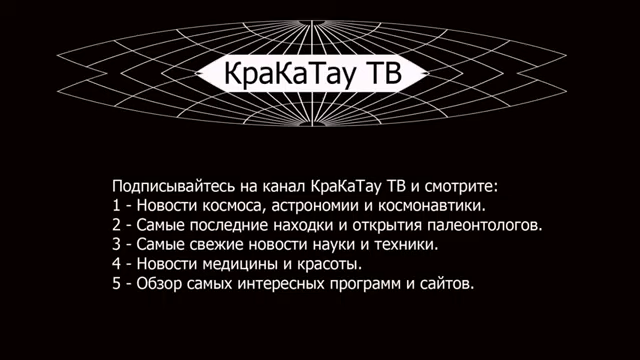 КраКаТау ТВ
Подписывайтесь на канал КраКаТау ТВ и смотрите:
1 - Новости космоса, астрономии и космонавтики.
2 - Самые последние находки и открытия палеонтологов.
3 - Самые свежие новости науки и техники.
4 - Новости медицины и красоты.
5 - Обзор самых интересных программ и сайтов.